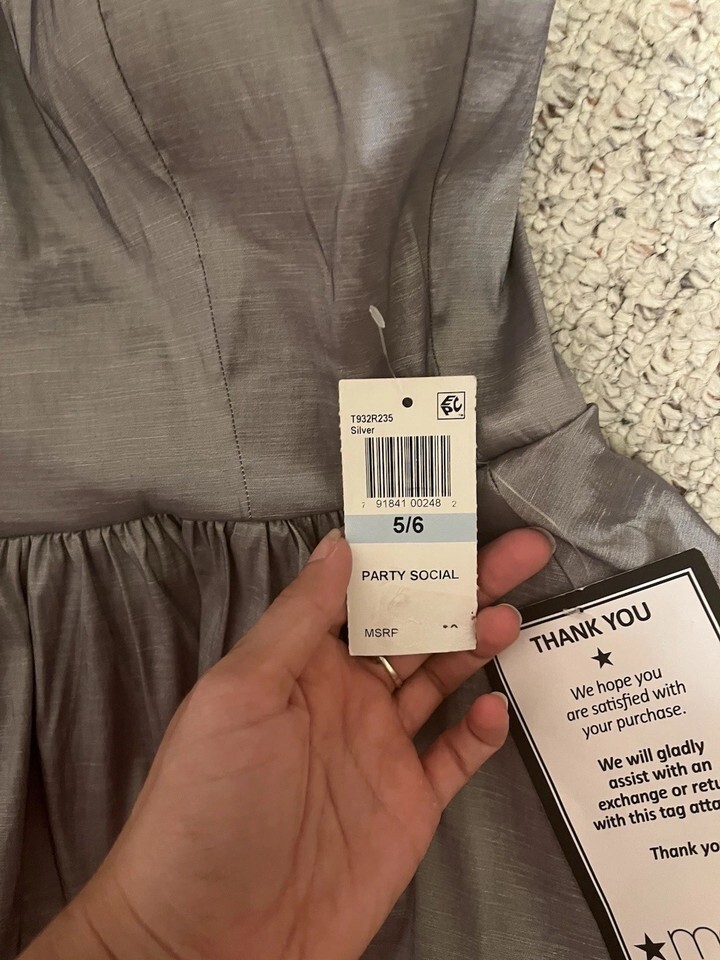 T932R235
Silver
EPC
7 91841 00248 2
5/6
PARTY SOCIAL
MSRP
THANK YOU
We hope you
are satisfied with
your purchase.
We will gladly
assist with an
exchange or retu
with this tag atta
Thank yo
★m